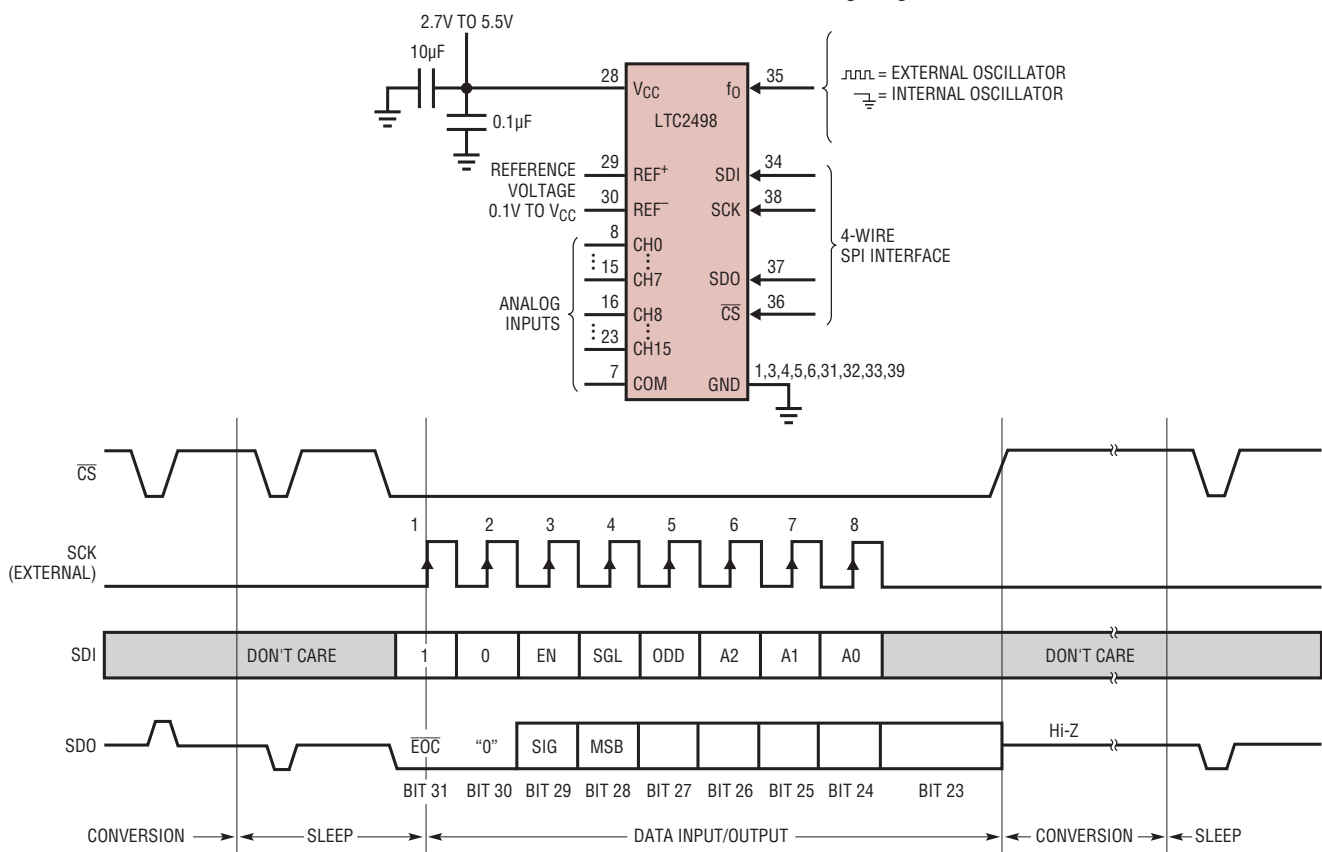 2.7V TO 5.5V
10µF
0.1µF
28
VCC
fO
35
= EXTERNAL OSCILLATOR
= INTERNAL OSCILLATOR
LTC2498
REFERENCE
VOLTAGE
0.1V TO VCC
29
REF+
30
REF–
SDI
34
SCK
38
SDO
37
CS
36
4-WIRE
SPI INTERFACE
ANALOG
INPUTS
8
CH0
15
CH7
16
CH8
23
CH15
7
COM
GND
1,3,4,5,6,31,32,33,39
CS
SCK
(EXTERNAL)
1 2 3 4 5 6 7 8
SDI
DON'T CARE 1 0 EN SGL ODD A2 A1 A0 DON'T CARE
SDO
EOC “0” SIG MSB Hi-Z
BIT 31 BIT 30 BIT 29 BIT 28 BIT 27 BIT 26 BIT 25 BIT 24 BIT 23
CONVERSION SLEEP DATA INPUT/OUTPUT CONVERSION SLEEP